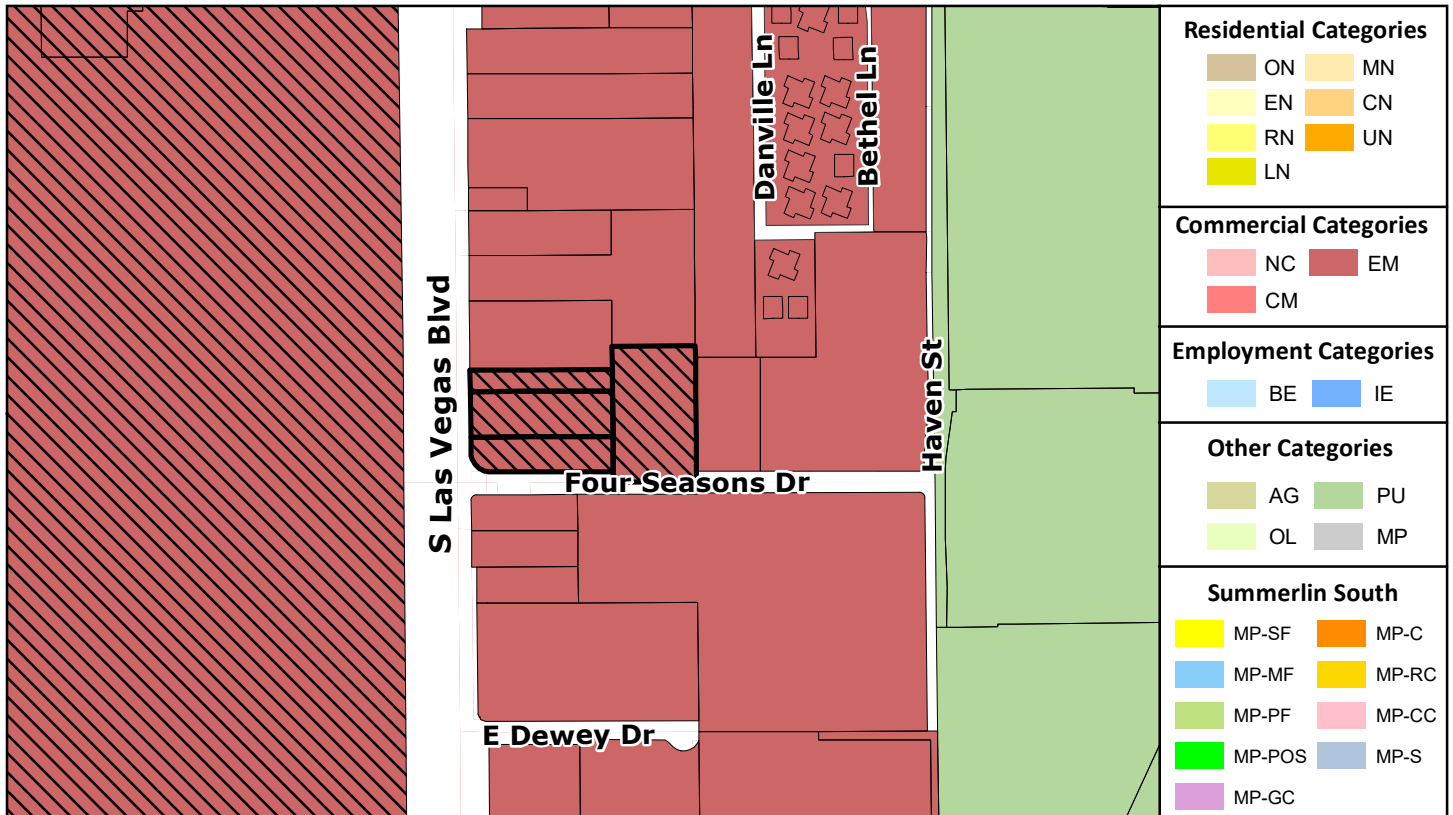 Danville Ln
Bethel Ln
S Las Vegas Blvd
Haven St
Four Seasons Dr
E Dewey Dr
Residential Categories
ON MN
EN CN
RN UN
LN
Commercial Categories
NC EM
CM
Employment Categories
BE IE
Other Categories
AG PU
OL MP
Summerlin South
MP-SF MP-C
MP-MF MP-RC
MP-PF MP-CC
MP-POS MP-S
MP-GC